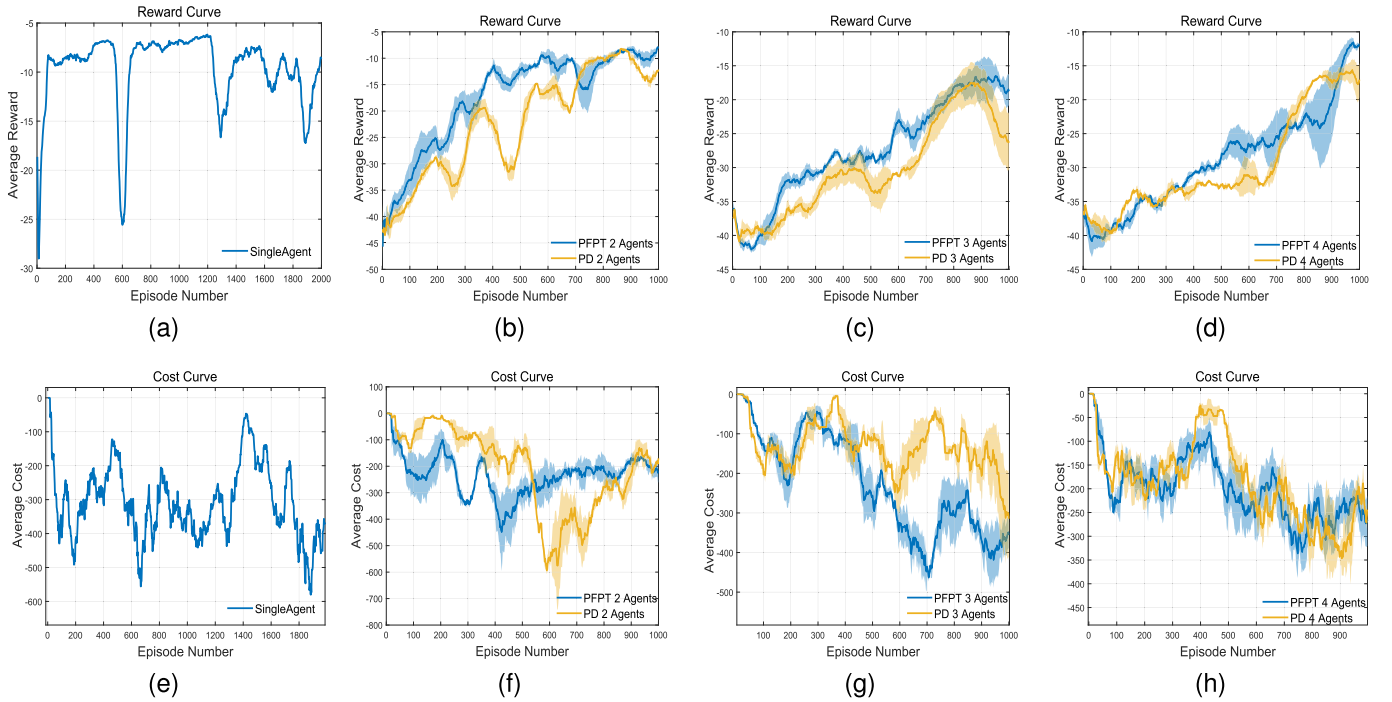 Reward Curve
-5
-10
-15
-20
-25
-30
Average Reward
0 200 400 600 800 1000 1200 1400 1600 1800 2000
Episode Number
SingleAgent
(a)
Reward Curve
-5
-10
-15
-20
-25
-30
-35
-40
-45
-50
Average Reward
0 100 200 300 400 500 600 700 800 900 1000
Episode Number
PFPT 2 Agents
PD 2 Agents
(b)
Reward Curve
-10
-15
-20
-25
-30
-35
-40
-45
Average Reward
0 100 200 300 400 500 600 700 800 900 1000
Episode Number
PFPT 3 Agents
PD 3 Agents
(c)
Reward Curve
-10
-15
-20
-25
-30
-35
-40
-45
Average Reward
0 100 200 300 400 500 600 700 800 900 1000
Episode Number
PFPT 4 Agents
PD 4 Agents
(d)
Cost Curve
0
-100
-200
-300
-400
-500
-600
Average Cost
0 200 400 600 800 1000 1200 1400 1600 1800
Episode Number
SingleAgent
(e)
Cost Curve
100
0
-100
-200
-300
-400
-500
-600
-700
-800
Average Cost
0 100 200 300 400 500 600 700 800 900 1000
Episode Number
PFPT 2 Agents
PD 2 Agents
(f)
Cost Curve
0
-100
-200
-300
-400
-500
Average Cost
100 200 300 400 500 600 700 800 900 1000
Episode Number
PFPT 3 Agents
PD 3 Agents
(g)
Cost Curve
0
-50
-100
-150
-200
-250
-300
-350
-400
-450
Average Cost
0 100 200 300 400 500 600 700 800 900
Episode Number
PFPT 4 Agents
PD 4 Agents
(h)